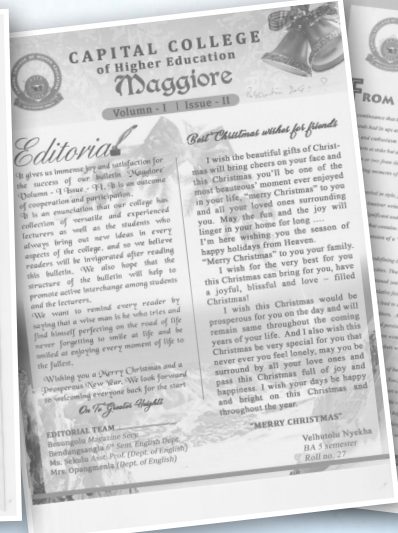 CAPITAL COLLEGE
of Higher Education
Maggiore
Volumn - I | Issue - II
Editorial
It gives us immense joy and satisfaction for
the success of our bulletin Maggiore
Volumn - I Issue - II. It is an outcome
of cooperation and participation.
It is an enunciation that our college has
collection of versatile and experienced
lecturers as well as the students who
always bring out new ideas in every
aspects of the college, and so we believe
readers will be invigorated after reading
this bulletin. We also hope that the
structure of the bulletin will help to
promote active interchange among students
and the lecturers.
We want to remind every reader by
saying that a wise man is he who tries and
find himself perfecting on the road of life
never forgetting to smile at life and be
smiled at enjoying every moment of life to
the fullest.
Wishing you a Merry Christmas and a
Prosperous New War. We look forward
in welcoming everyone back for the start
On To Greater Heights
EDITORIAL TEAM
Benangolu Magazine Secy.
Bendangsangla 6th Sem. English Dept.
Ms. Sekulu Asst. Prof. (Dept. of English)
Mrs. Opangmenla (Dept. of English)
Best Christmas wishes for friends
I wish the beautiful gifts of Christ-
mas will bring cheers on your face and
this Christmas you'll be one of the
most beauteous' moment ever enjoyed
in your life, "merry Christmas" to you
and all your loved ones surrounding
you. May the fun and the joy will
linger in your home for long ....
I'm here wishing you the season of
happy holidays from Heaven.
"Merry Christmas" to you your family.
I wish for the very best for you
this Christmas can bring for you, have
a joyful, blissful and love – filled
Christmas!
I wish this Christmas would be
prosperous for you on the day and will
remain same throughout the coming
years of your life. And I also wish this
Christmas be very special for you that
never ever you feel lonely, may you be
surround by all your love ones and
pass this Christmas full of joy and
happiness. I wish your days be happy
and bright on this Christmas and
throughout the year.
"MERRY CHRISTMAS"
Velhutolu Nyekha
BA 5 semester
Roll no. 27
FROM